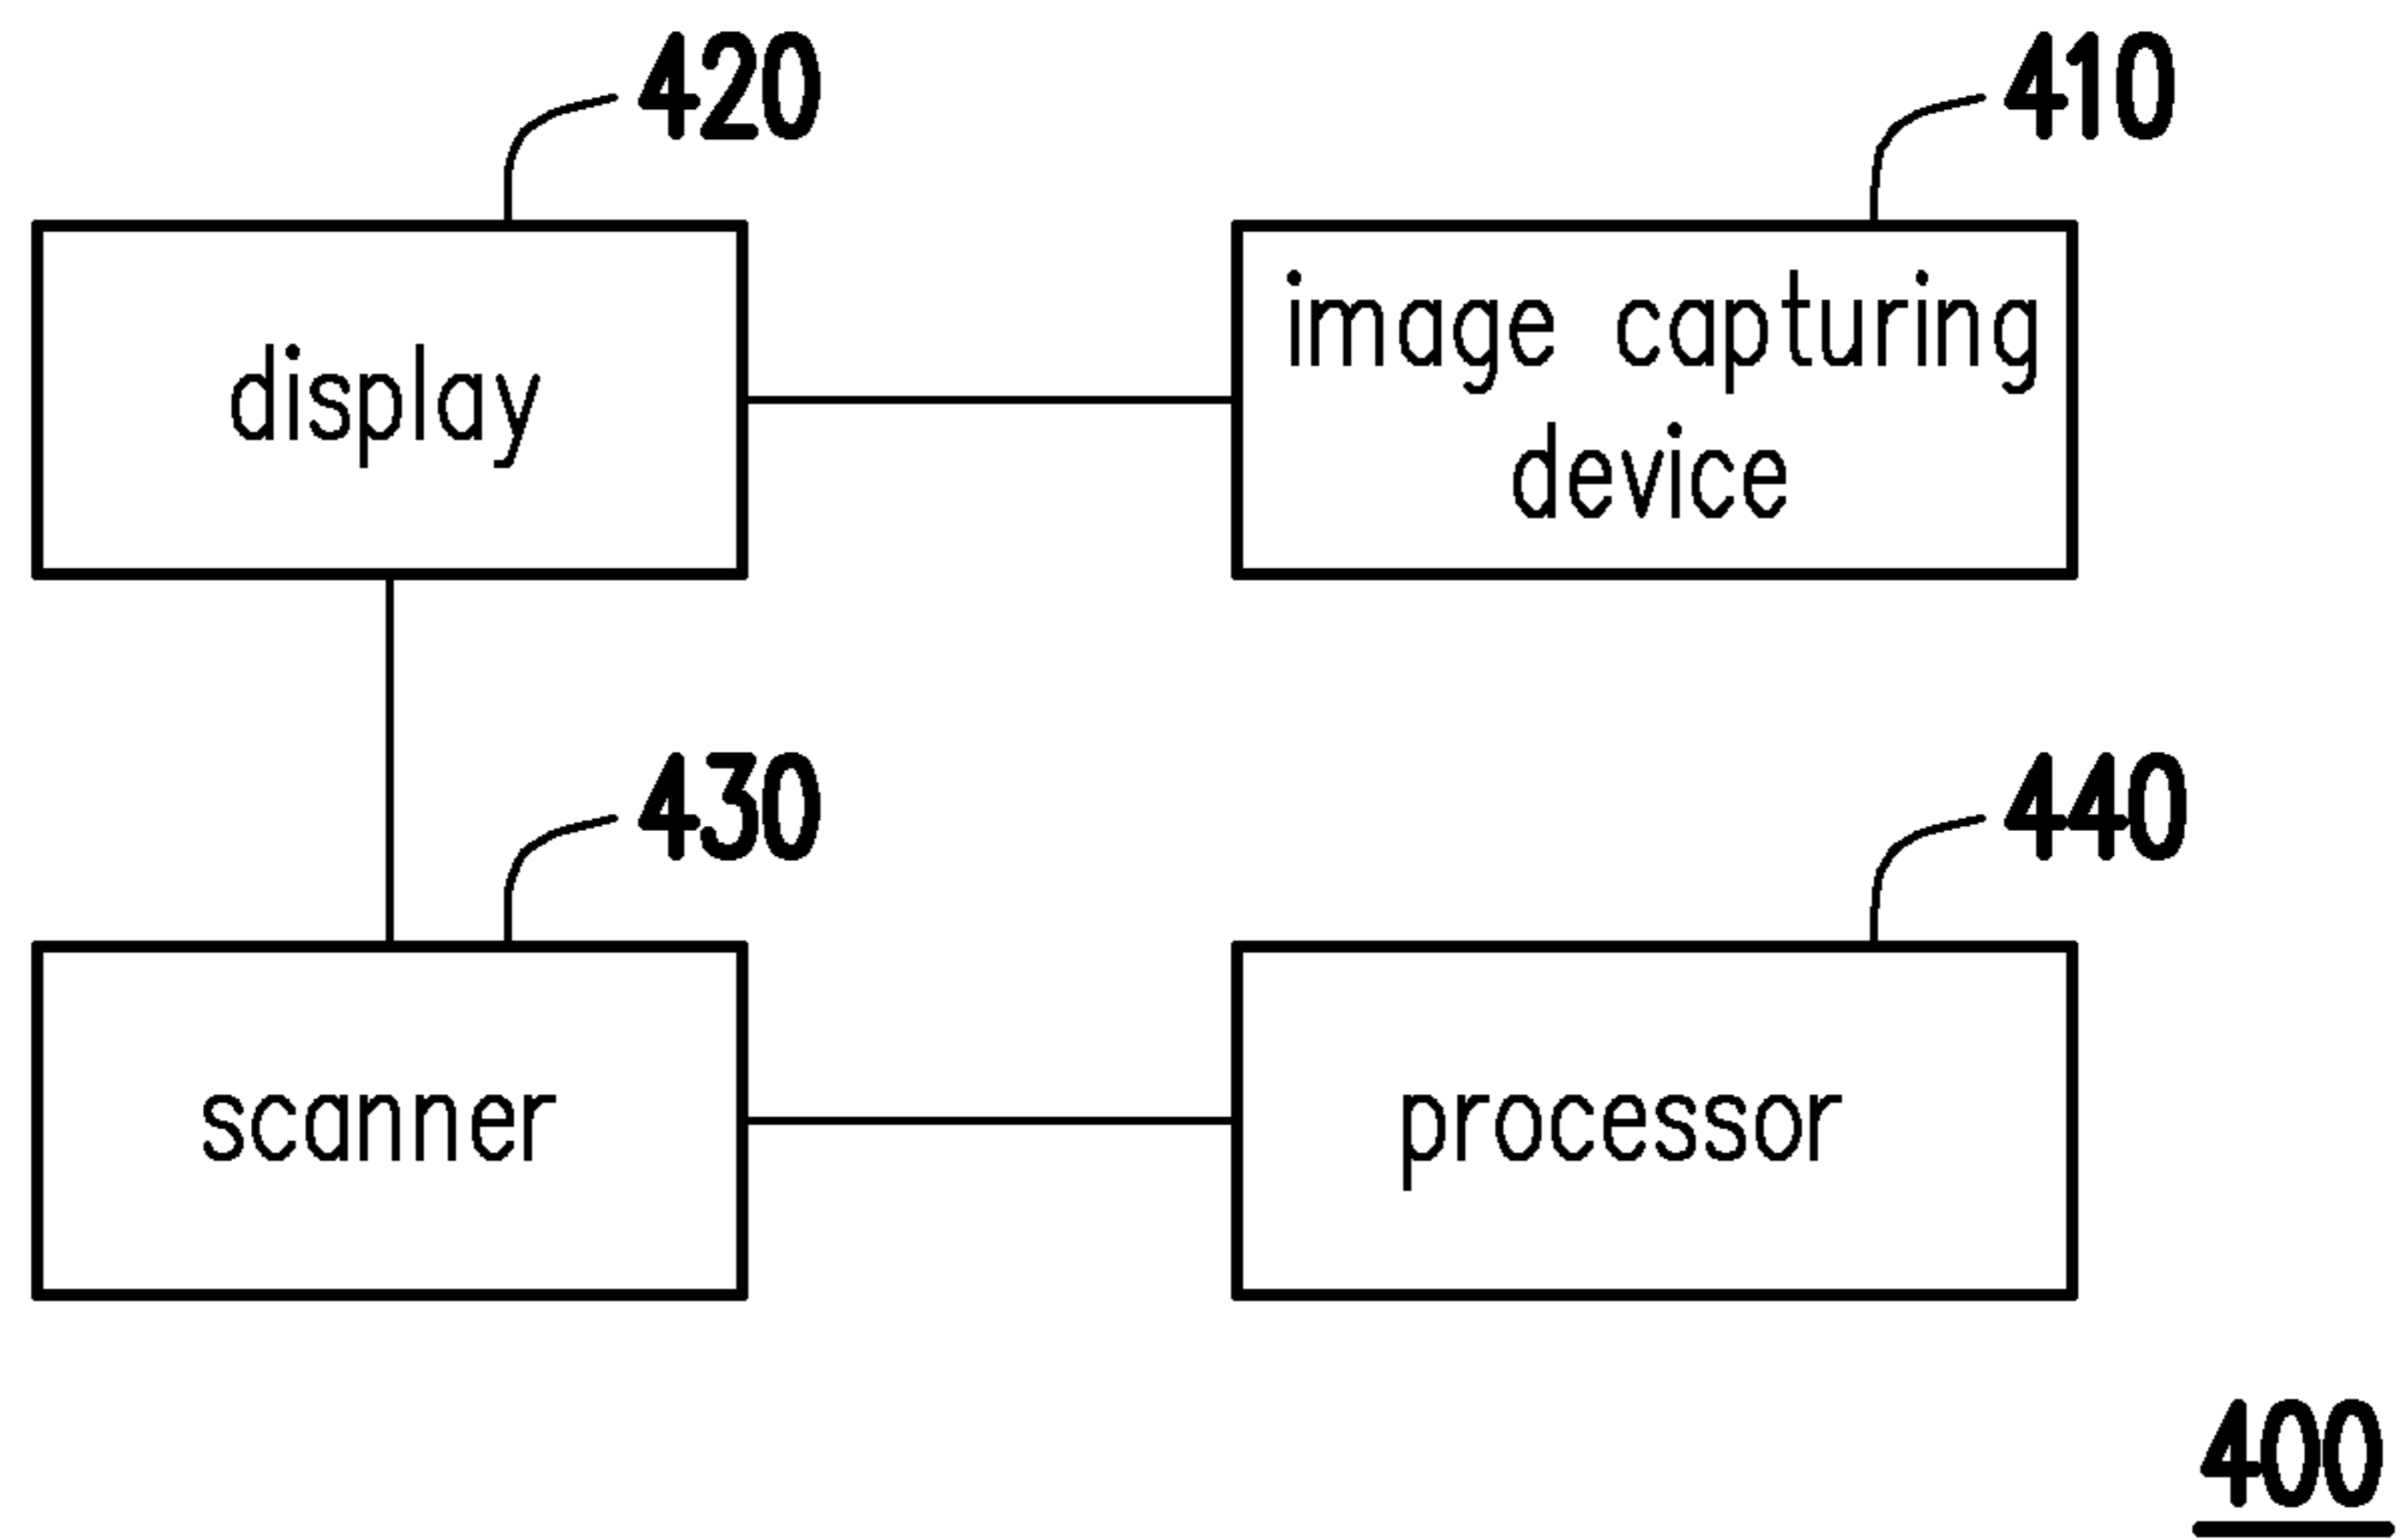 420
410
display
image capturing
device
430
440
scanner
processor
400